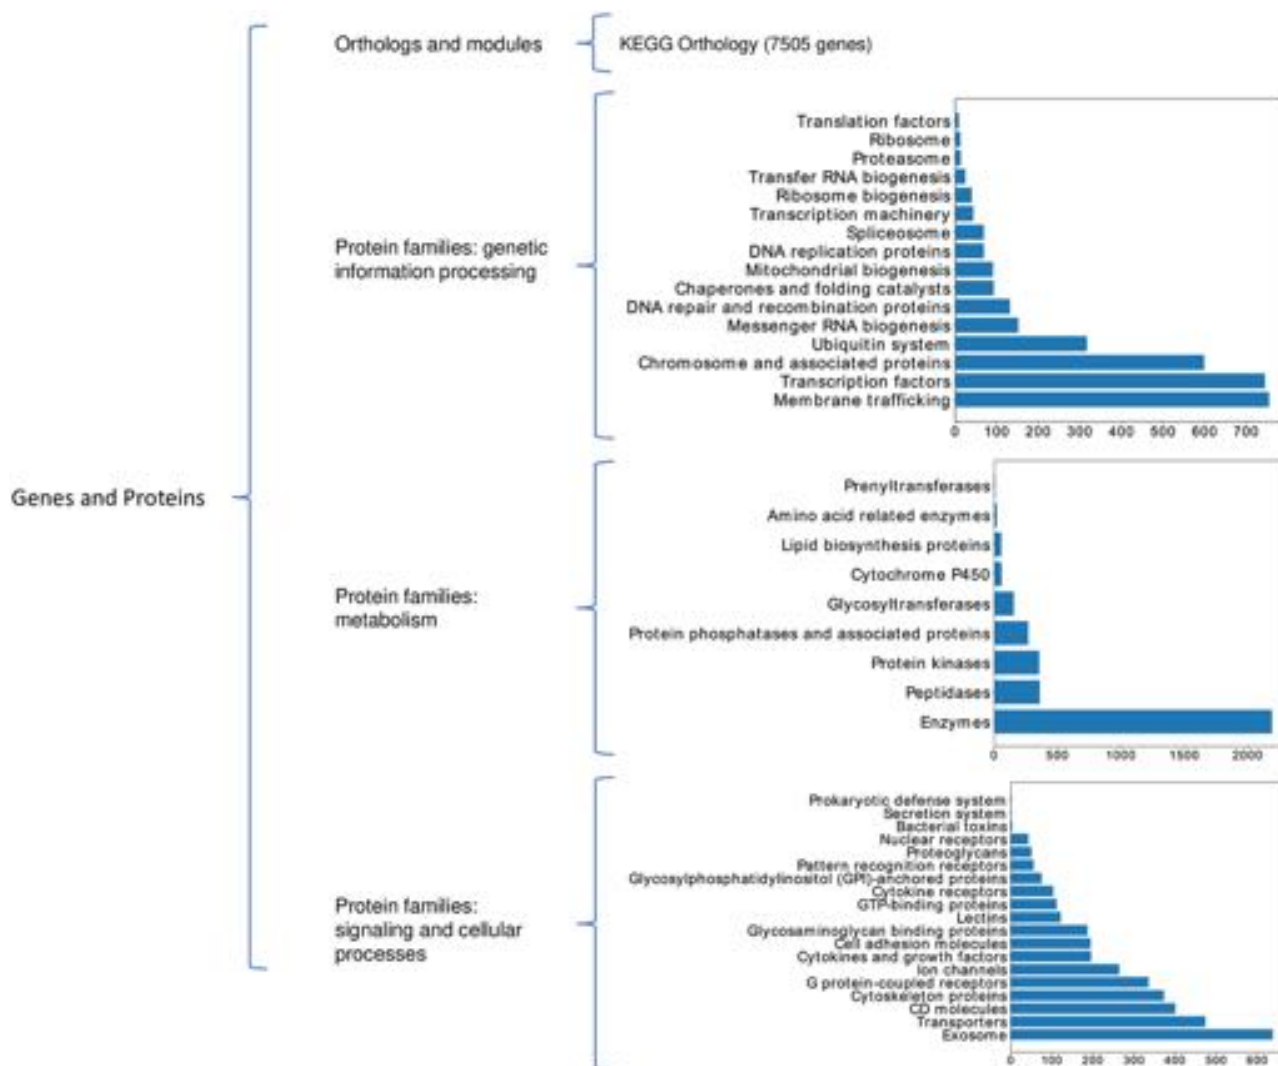 Orthologs and modules
KEGG Orthology (7505 genes)
Translation factors
Ribosome
Proteasome
Transfer RNA biogenesis
Ribosome biogenesis
Transcription machinery
Spliceosome
DNA replication proteins
Mitochondrial biogenesis
Chaperones and folding catalysts
DNA repair and recombination proteins
Messenger RNA biogenesis
Ubiquitin system
Chromosome and associated proteins
Transcription factors
Membrane trafficking
0 100 200 300 400 500 600 700
Protein families: genetic
information processing
Genes and Proteins
Prenyltransferases
Amino acid related enzymes
Lipid biosynthesis proteins
Cytochrome P450
Glycosyltransferases
Protein phosphatases and associated proteins
Protein kinases
Peptidases
Enzymes
0 500 1000 1500 2000
Protein families:
metabolism
Prokaryotic defense system
Secretion system
Bacterial toxins
Nuclear receptors
Proteoglycans
Pattern recognition receptors
Glycosylphosphatidylinositol (GPI)-anchored proteins
Cytokine receptors
GTP-binding proteins
Lectins
Glycosaminoglycan binding proteins
Cell adhesion molecules
Cytokines and growth factors
Ion channels
G protein-coupled receptors
Cytoskeleton proteins
CD molecules
Transporters
Exosome
0 100 200 300 400 500 600
Protein families:
signaling and cellular
processes